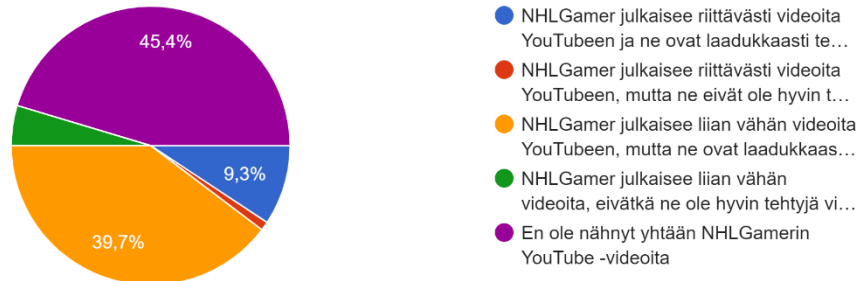 45,4%
9,3%
39,7%
NHLGamer julkaisee riittävästi videoita
YouTubeen ja ne ovat laadukkaasti te…
NHLGamer julkaisee riittävästi videoita
YouTubeen, mutta ne eivät ole hyvin t…
NHLGamer julkaisee liian vähän videoita
YouTubeen, mutta ne ovat laadukkaas…
NHLGamer julkaisee liian vähän
videoita, eivätkä ne ole hyvin tehtyjä vi…
En ole nähnyt yhtään NHLGamerin
YouTube -videoita